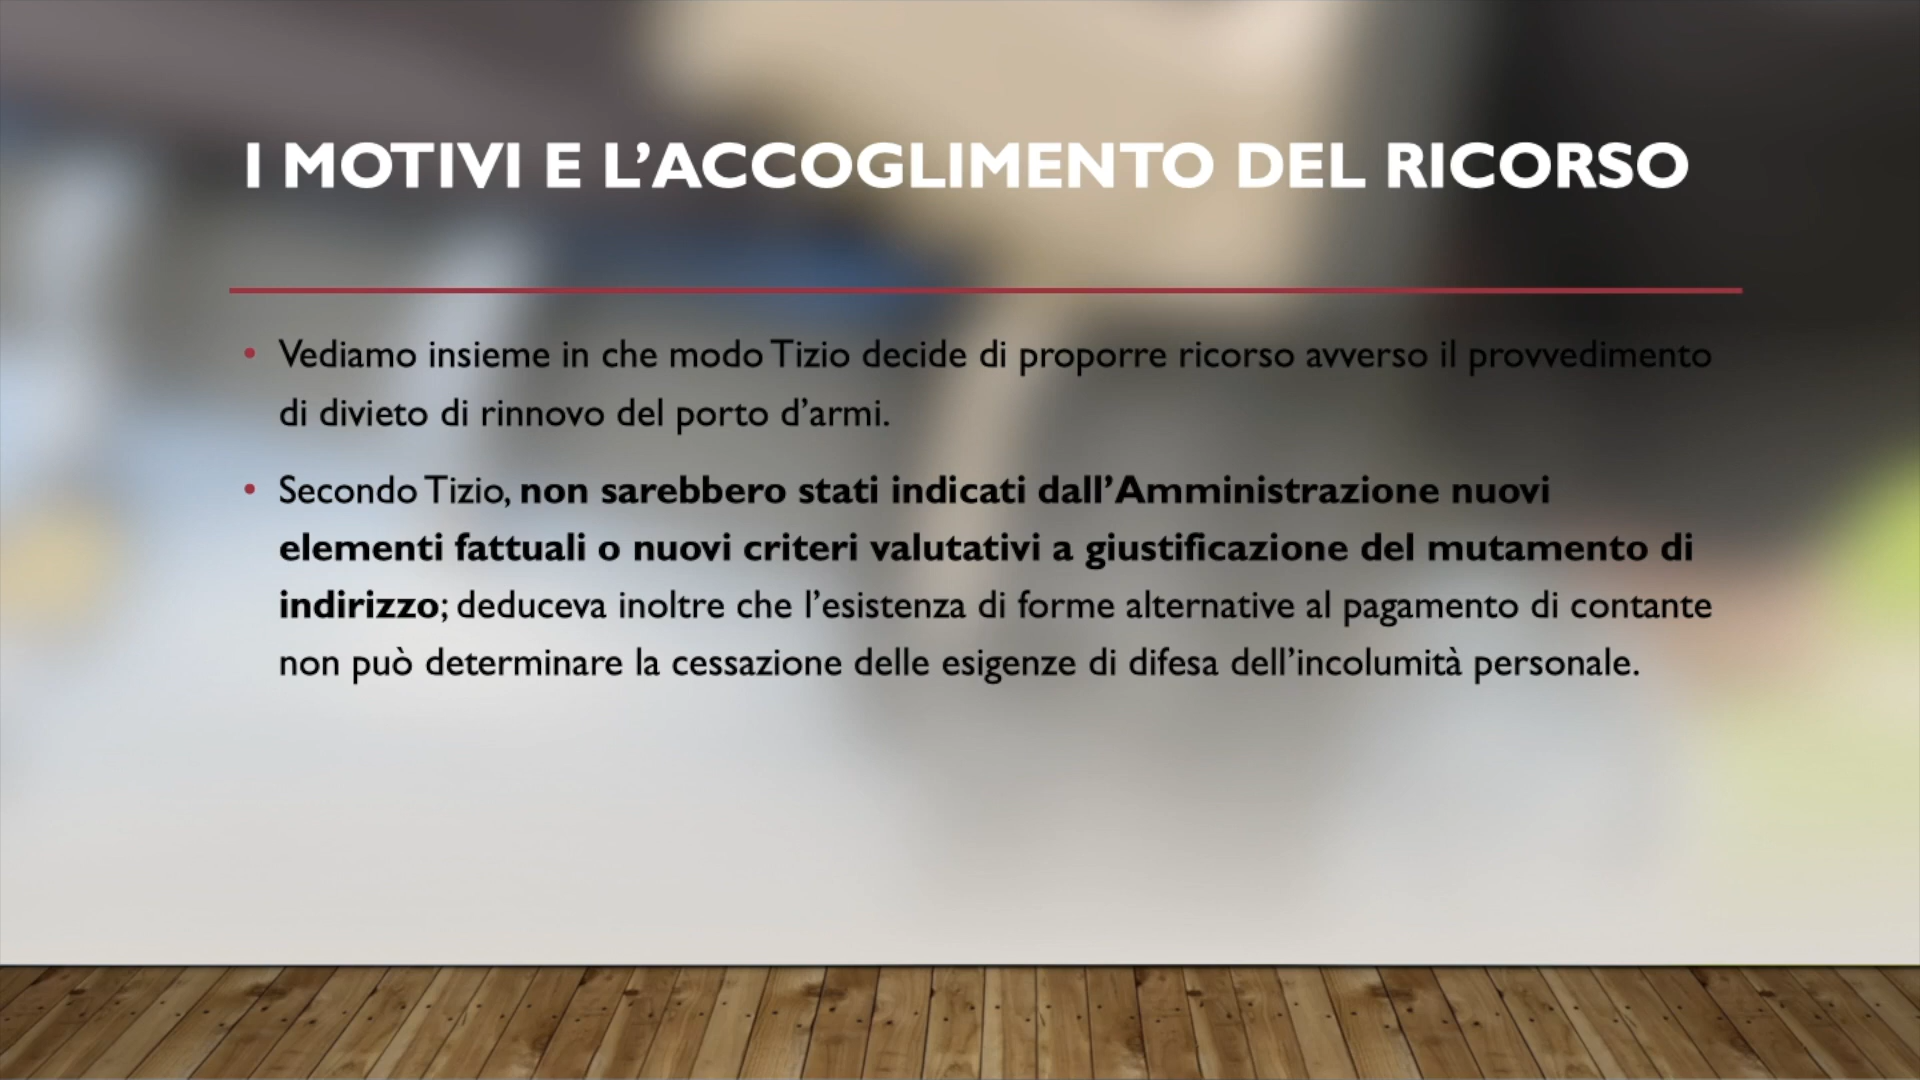 I MOTIVI E L’ACCOGLIMENTO DEL RICORSO
• Vediamo insieme in che modo Tizio decide di proporre ricorso avverso il provvedimento
di divieto di rinnovo del porto d’armi.
• Secondo Tizio, non sarebbero stati indicati dall’Amministrazione nuovi
elementi fattuali o nuovi criteri valutativi a giustificazione del mutamento di
indirizzo; deduceva inoltre che l’esistenza di forme alternative al pagamento di contante
non può determinare la cessazione delle esigenze di difesa dell’incolumità personale.